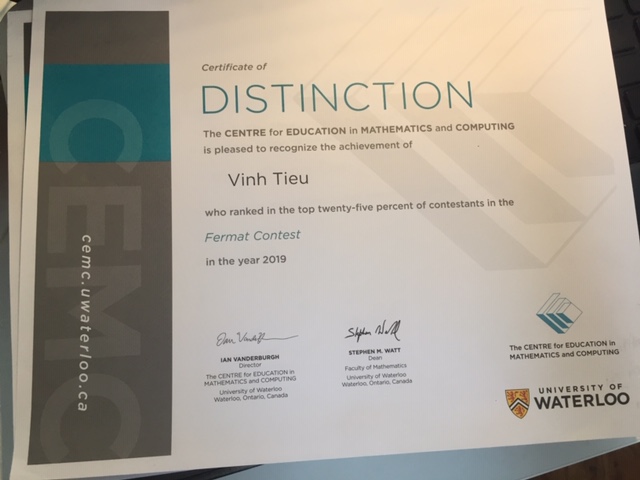 CEMC
cemc.uwaterloo.ca
Certificate of
DISTINCTION
The CENTRE for EDUCATION in MATHEMATICS and COMPUTING
is pleased to recognize the achievement of
Vinh Tieu
who ranked in the top twenty-five percent of contestants in the
Fermat Contest
in the year 2019
IAN VANDERBURGH
Director
The CENTRE for EDUCATION in
MATHEMATICS and COMPUTING
University of Waterloo
Waterloo, Ontario, Canada
STEPHEN M. WATT
Dean
Faculty of Mathematics
University of Waterloo
Waterloo, Ontario, Canada
The CENTRE for EDUCATION in
MATHEMATICS and COMPUTING
UNIVERSITY OF
WATERLOO